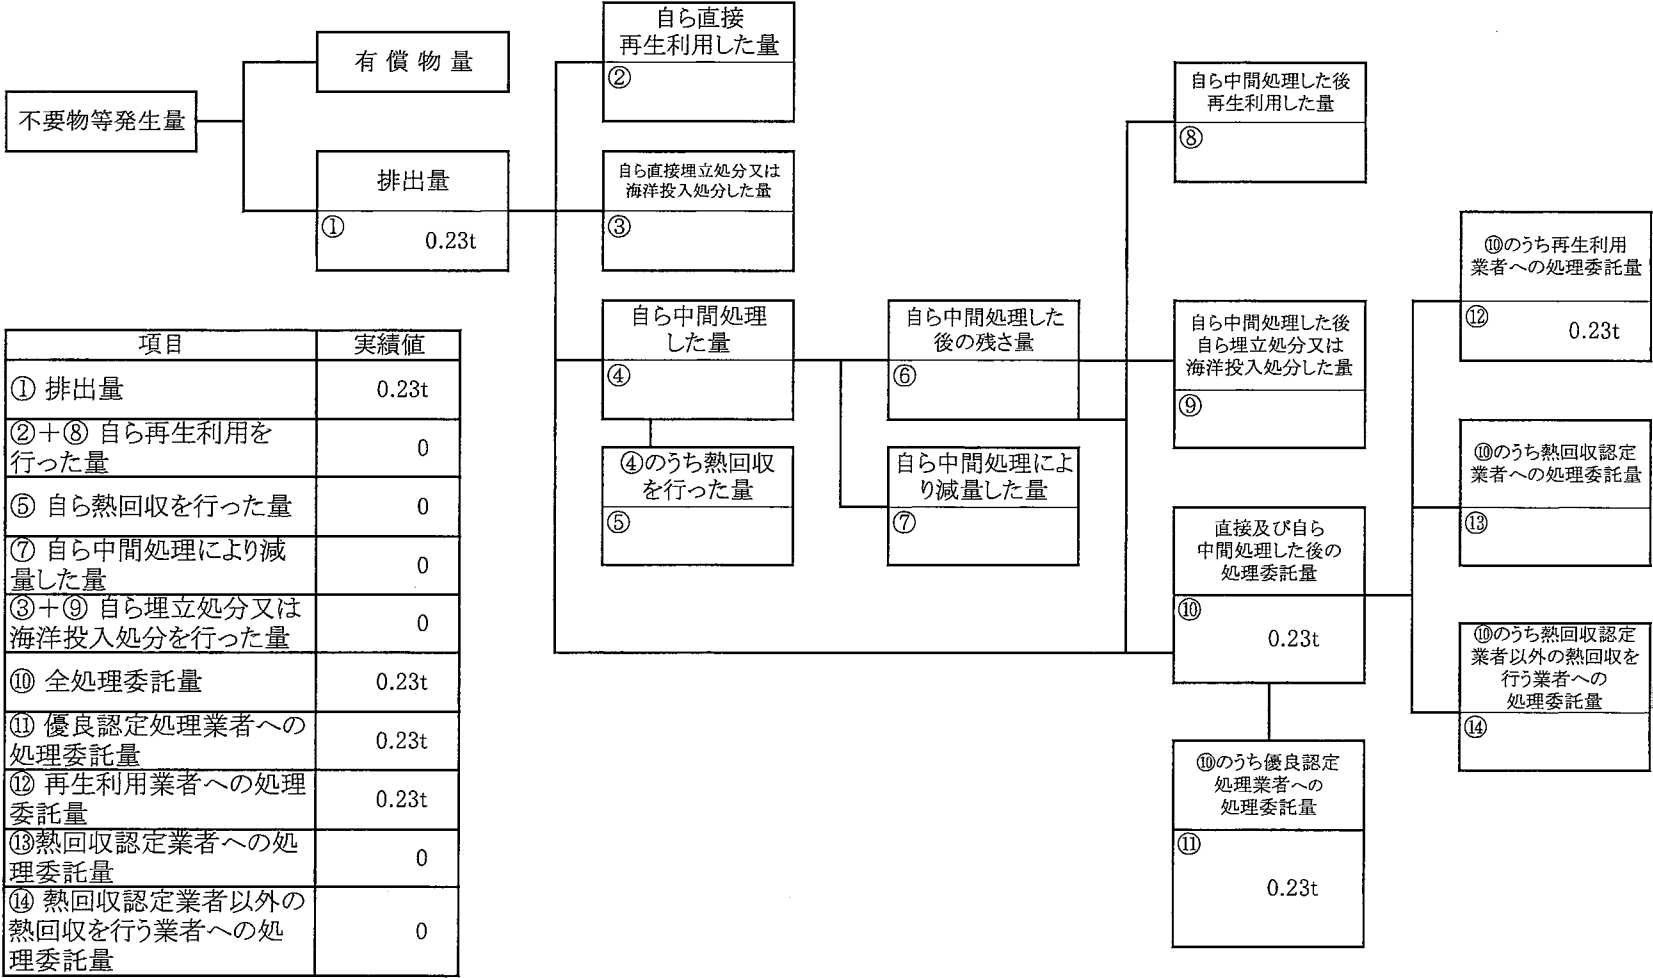 不要物等発生量
有償物量
排出量
①
0.23t
自ら直接
再生利用した量
②
自ら直接埋立処分又は
海洋投入処分した量
③
自ら中間処理
した量
④
④のうち熱回収
を行った量
⑤
自ら中間処理した
後の残さ量
⑥
自ら中間処理によ
り減量した量
⑦
自ら中間処理した後
再生利用した量
⑧
自ら中間処理した後
自ら埋立処分又は
海洋投入処分した量
⑨
直接及び自ら
中間処理した後の
処理委託量
⑩
0.23t
⑩のうち優良認定
処理業者への
処理委託量
⑪
0.23t
⑩のうち再生利用
業者への処理委託量
⑫
0.23t
⑩のうち熱回収認定
業者への処理委託量
⑬
⑩のうち熱回収認定
業者以外の熱回収を
行う業者への
処理委託量
⑭
項目 実績値
① 排出量 0.23t
②＋⑧ 自ら再生利用を
行った量 0
⑤ 自ら熱回収を行った量 0
⑦ 自ら中間処理により減
量した量 0
③＋⑨ 自ら埋立処分又は
海洋投入処分を行った量 0
⑩ 全処理委託量 0.23t
⑪ 優良認定処理業者への
処理委託量 0.23t
⑫ 再生利用業者への処理
委託量 0.23t
⑬熱回収認定業者への処
理委託量 0
⑭ 熱回収認定業者以外の
熱回収を行う業者への処
理委託量 0